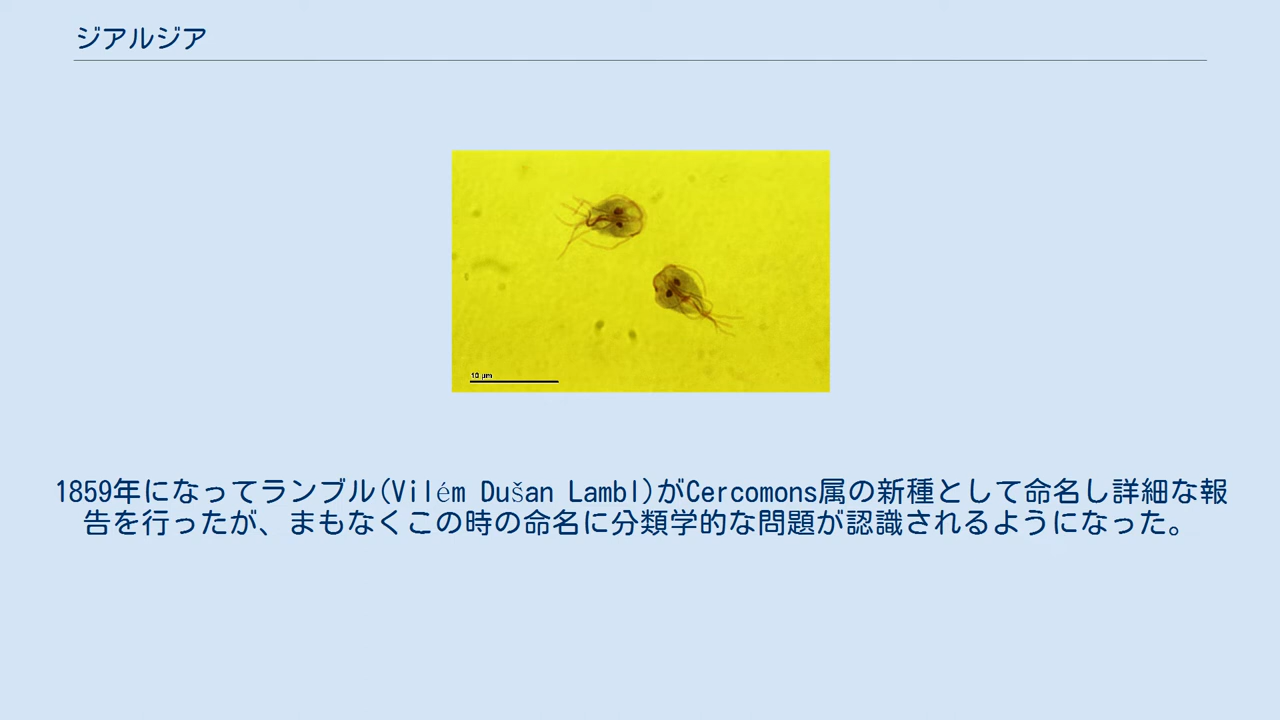 ジアルジア
10 μm
1859年になってランブル(Vilém Dušan Lambl)がCercomons属の新種として命名し詳細な報
告を行ったが、まもなくこの時の命名に分類学的な問題が認識されるようになった。